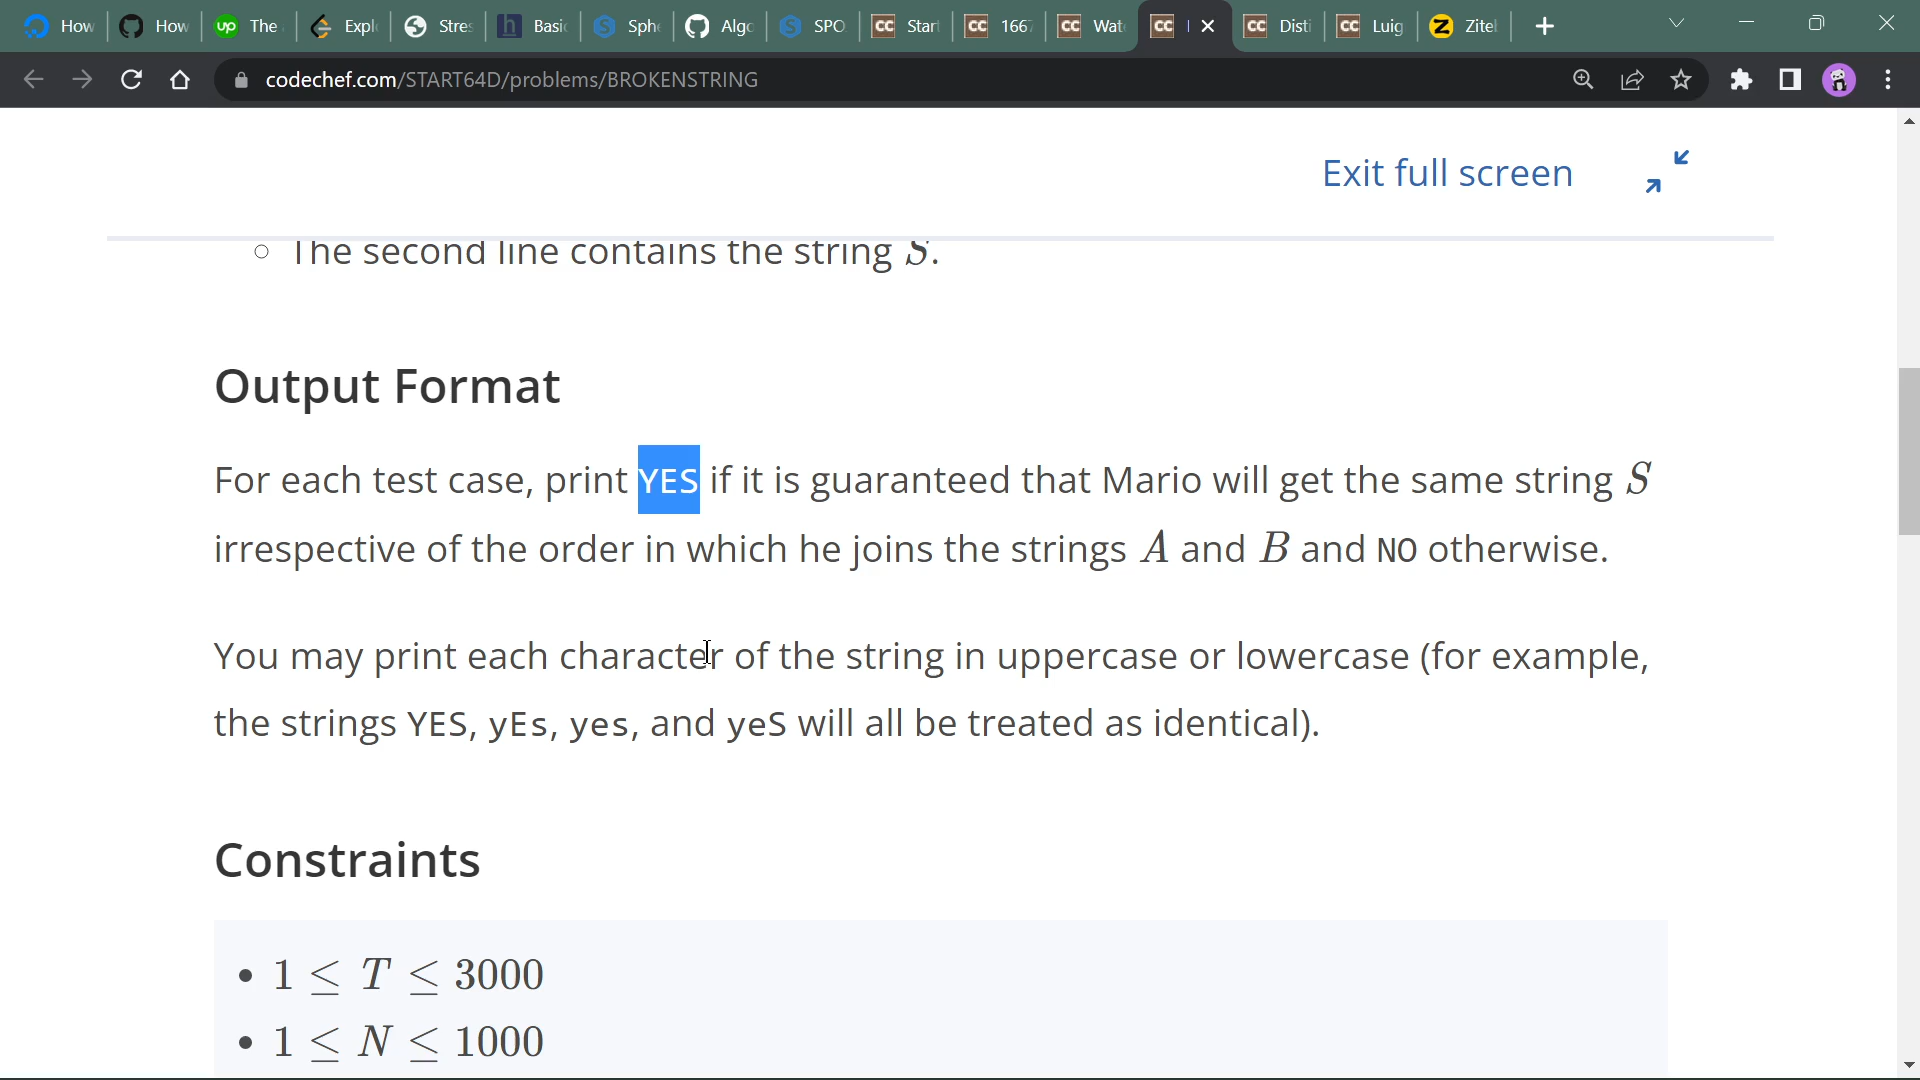 How
How
The
Expl
Stres
Basi
Sphe
Algo
SPO
Start
1667
Wat
Disti
Luig
Zitel
codechef.com/START64D/problems/BROKENSTRING
Exit full screen
The second line contains the string S.
Output Format
For each test case, print YES if it is guaranteed that Mario will get the same string S
irrespective of the order in which he joins the strings A and B and NO otherwise.
You may print each character of the string in uppercase or lowercase (for example,
the strings YES, yEs, yes, and yeS will all be treated as identical).
Constraints
• 1 ≤ T ≤ 3000
• 1 ≤ N ≤ 1000